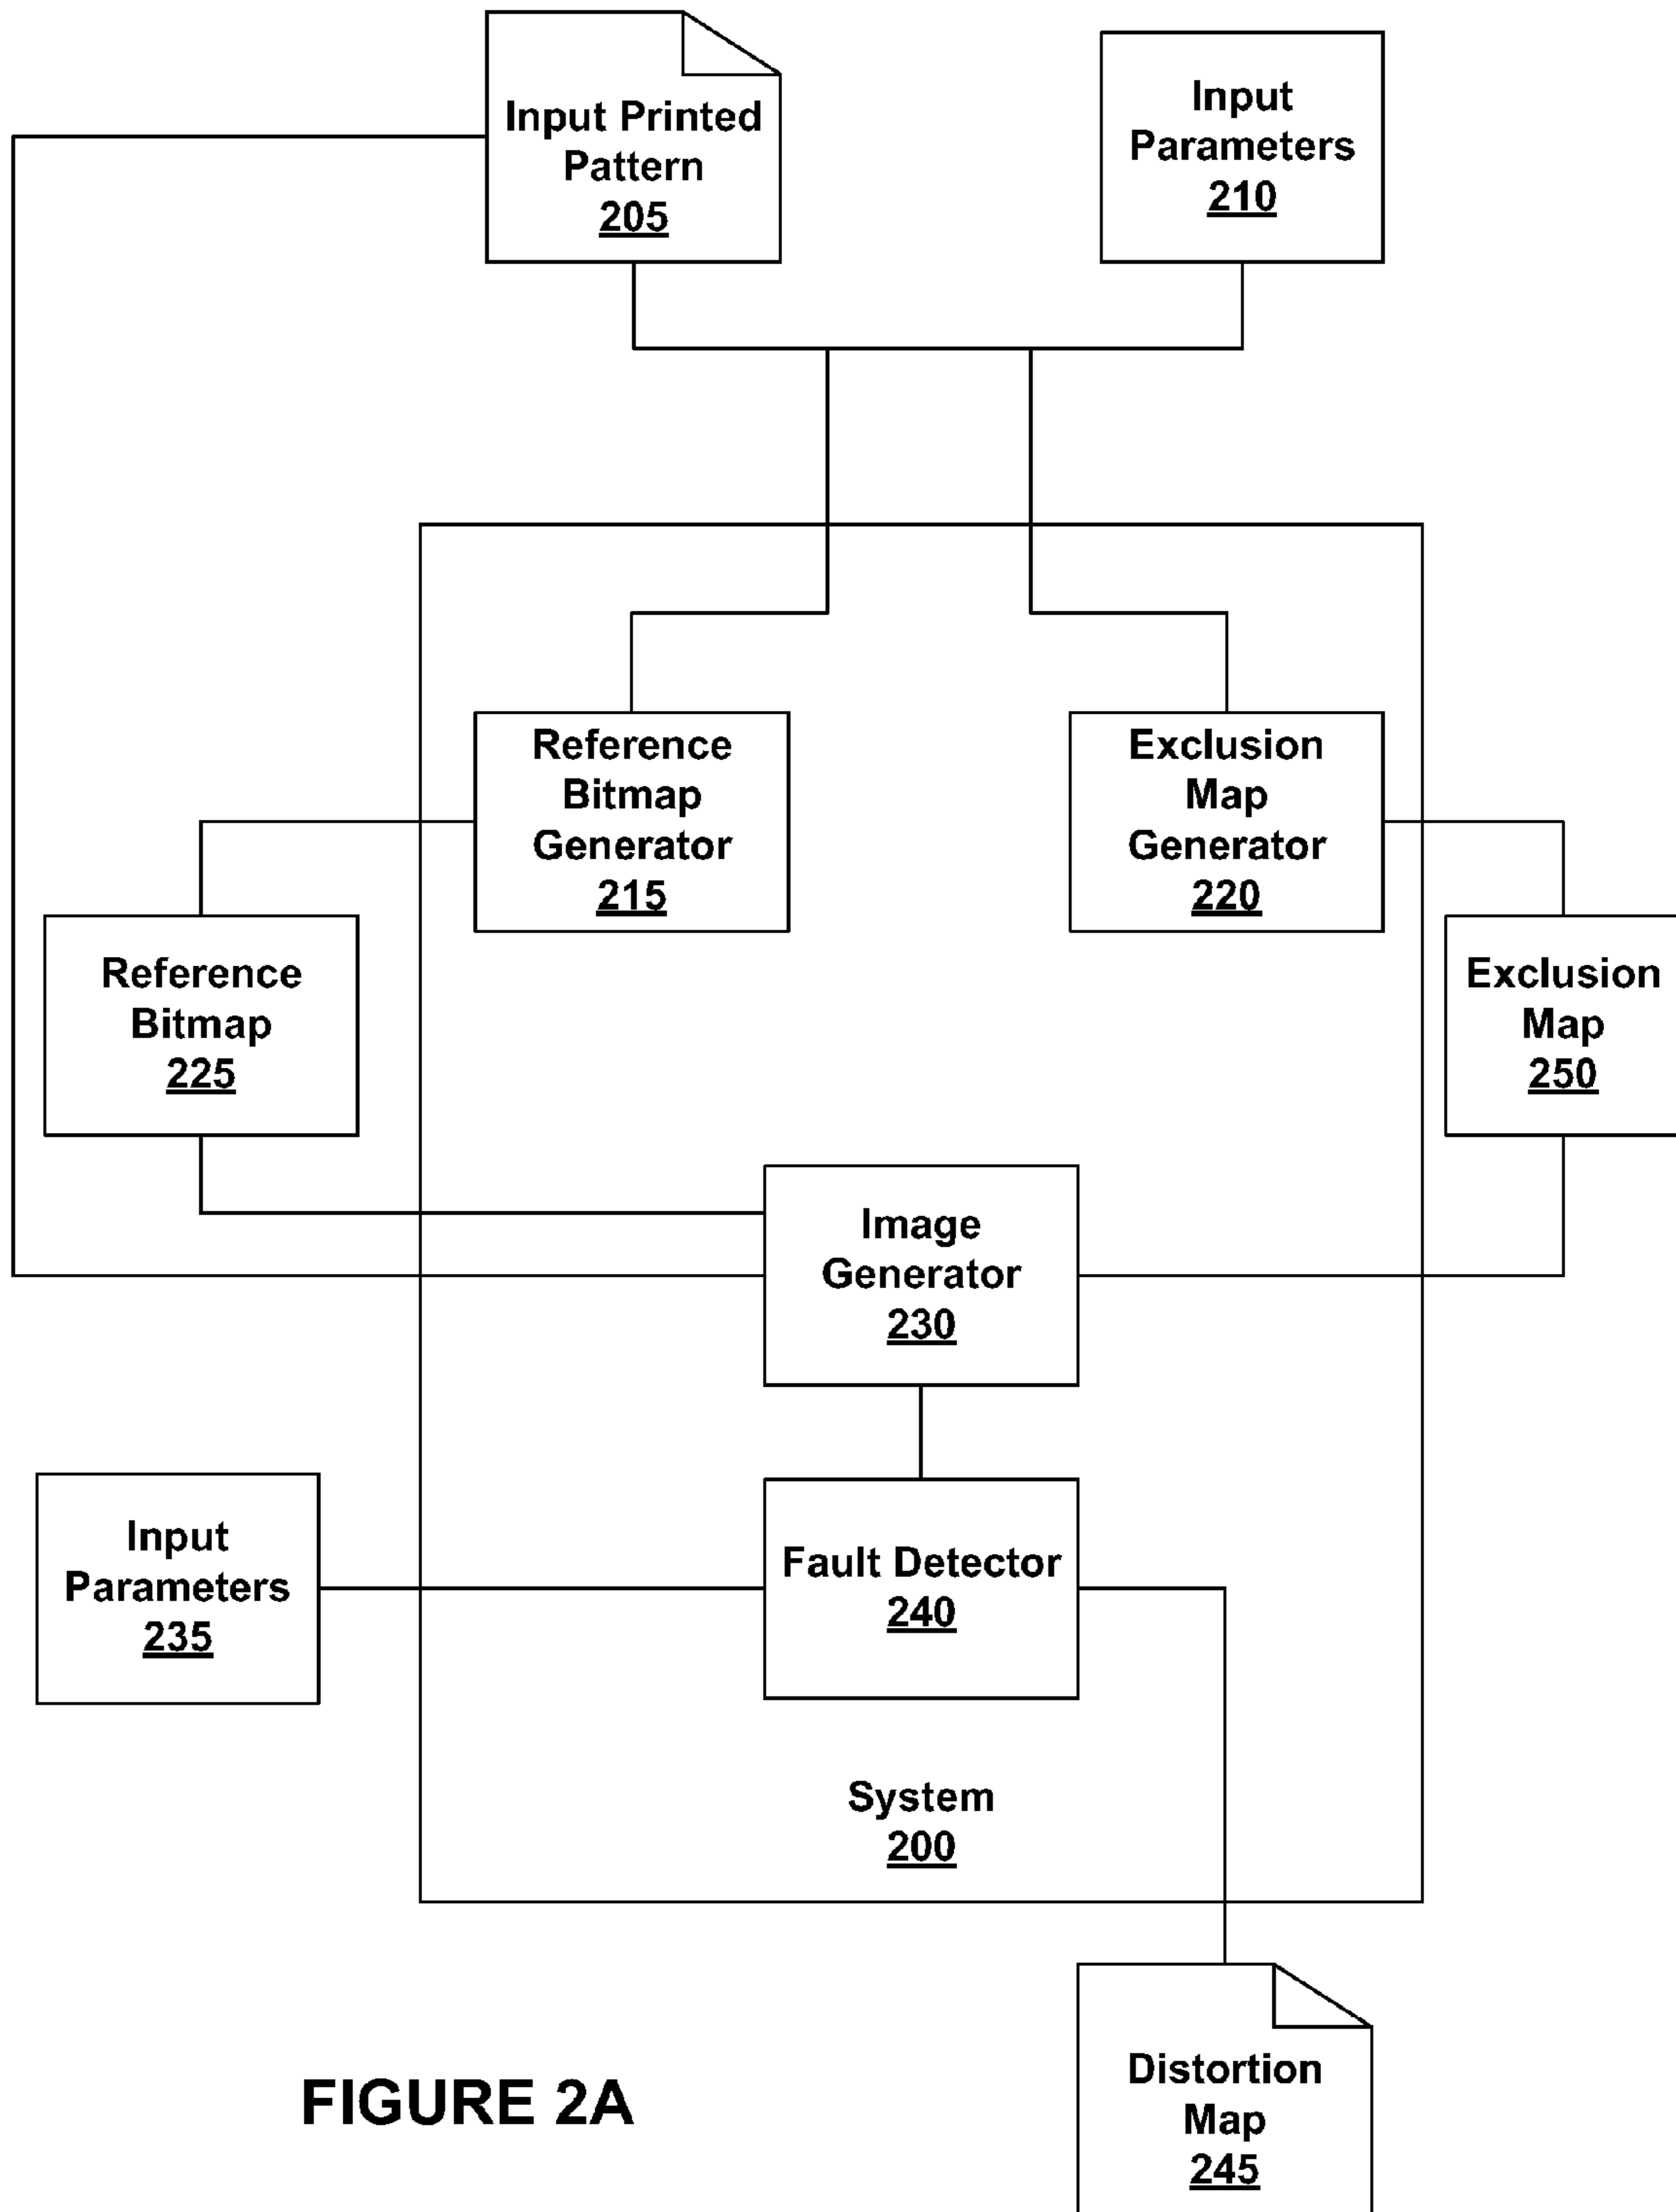 Input Printed
Pattern
205
Input
Parameters
210
Reference
Bitmap
Generator
215
Exclusion
Map
Generator
220
Reference
Bitmap
225
Exclusion
Map
250
Image
Generator
230
Input
Parameters
235
Fault Detector
240
System
200
FIGURE 2A
Distortion
Map
245